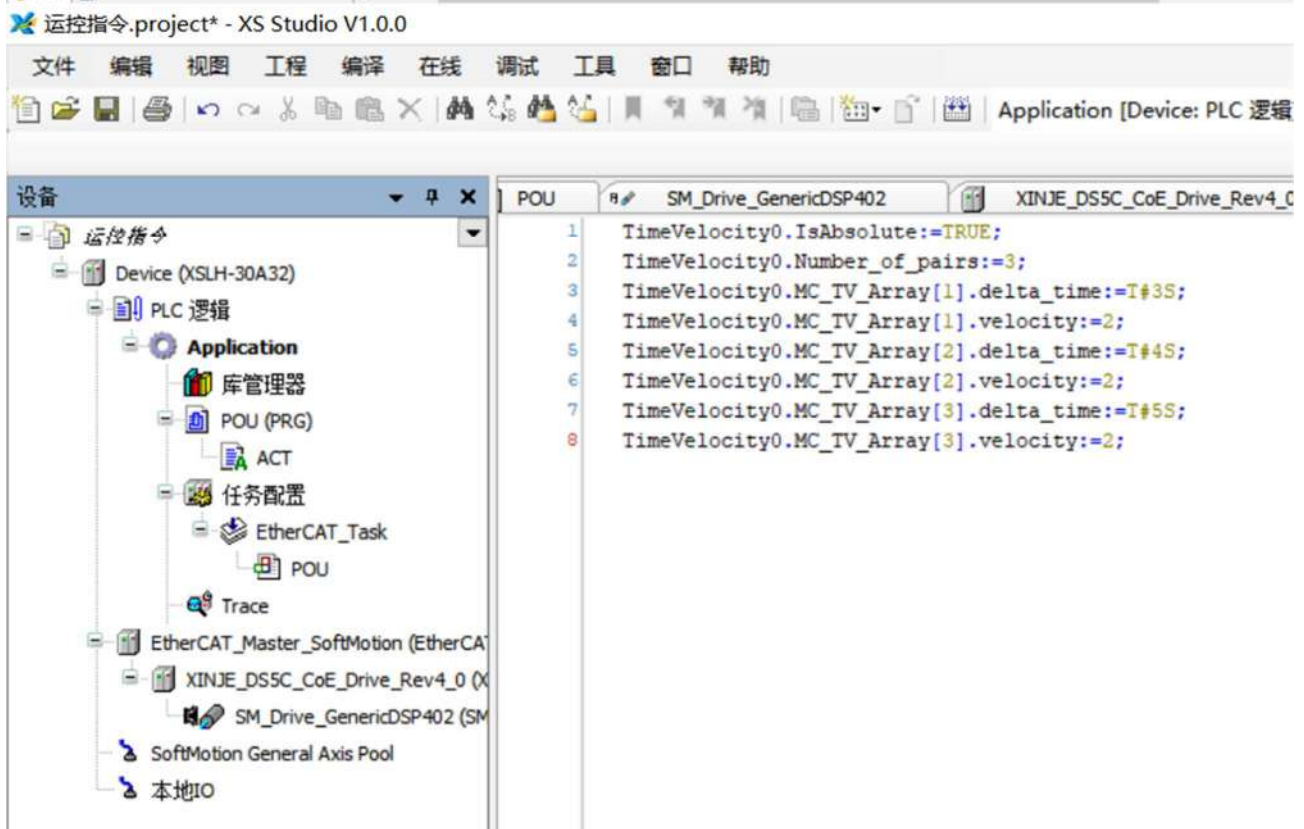 运控指令.project* - XS Studio V1.0.0
文件 编辑 视图 工程 编译 在线 调试 工具 窗口 帮助
Application [Device: PLC 逻辑
设备
POU SM_Drive_GenericDSP402 XINJE_DS5C_CoE_Drive_Rev4_0
运控指令
Device (XSLH-30A32)
PLC 逻辑
Application
库管理器
POU (PRG)
ACT
任务配置
EtherCAT_Task
POU
Trace
EtherCAT_Master_SoftMotion (EtherCAT
XINJE_DS5C_CoE_Drive_Rev4_0 (X
SM_Drive_GenericDSP402 (SM
SoftMotion General Axis Pool
本地IO
1 TimeVelocity0.IsAbsolute:=TRUE;
2 TimeVelocity0.Number_of_pairs:=3;
3 TimeVelocity0.MC_TV_Array[1].delta_time:=T#3S;
4 TimeVelocity0.MC_TV_Array[1].velocity:=2;
5 TimeVelocity0.MC_TV_Array[2].delta_time:=T#4S;
6 TimeVelocity0.MC_TV_Array[2].velocity:=2;
7 TimeVelocity0.MC_TV_Array[3].delta_time:=T#5S;
8 TimeVelocity0.MC_TV_Array[3].velocity:=2;